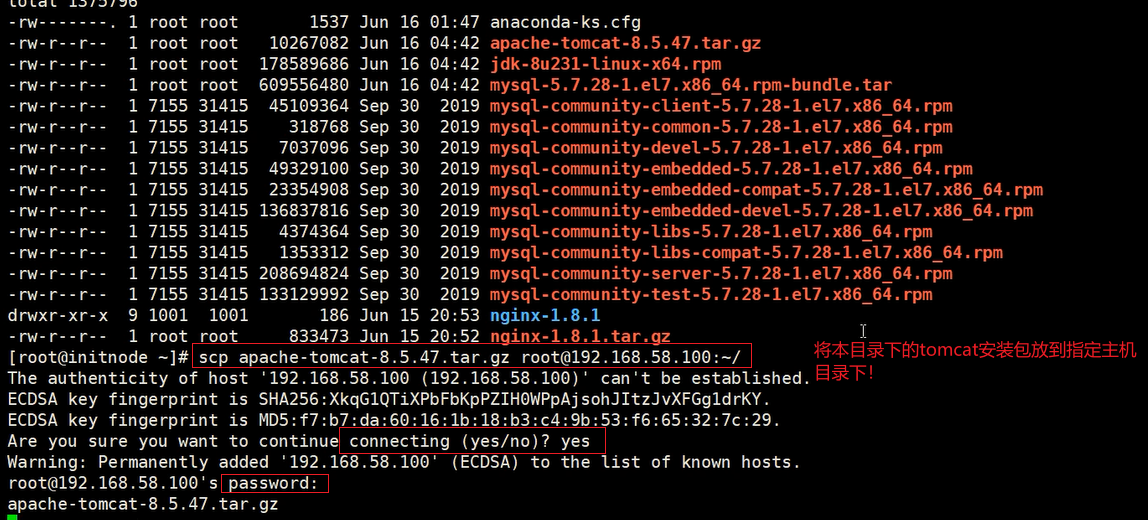 total 1375796
-rw-------. 1 root root 1537 Jun 16 01:47 anaconda-ks.cfg
-rw-r--r-- 1 root root 10267082 Jun 16 04:42 apache-tomcat-8.5.47.tar.gz
-rw-r--r-- 1 root root 178589686 Jun 16 04:42 jdk-8u231-linux-x64.rpm
-rw-r--r-- 1 root root 609556480 Jun 16 04:42 mysql-5.7.28-1.el7.x86_64.rpm-bundle.tar
-rw-r--r-- 1 7155 31415 45109364 Sep 30 2019 mysql-community-client-5.7.28-1.el7.x86_64.rpm
-rw-r--r-- 1 7155 31415 318768 Sep 30 2019 mysql-community-common-5.7.28-1.el7.x86_64.rpm
-rw-r--r-- 1 7155 31415 7037096 Sep 30 2019 mysql-community-devel-5.7.28-1.el7.x86_64.rpm
-rw-r--r-- 1 7155 31415 49329100 Sep 30 2019 mysql-community-embedded-5.7.28-1.el7.x86_64.rpm
-rw-r--r-- 1 7155 31415 23354908 Sep 30 2019 mysql-community-embedded-compat-5.7.28-1.el7.x86_64.rpm
-rw-r--r-- 1 7155 31415 136837816 Sep 30 2019 mysql-community-embedded-devel-5.7.28-1.el7.x86_64.rpm
-rw-r--r-- 1 7155 31415 4374364 Sep 30 2019 mysql-community-libs-5.7.28-1.el7.x86_64.rpm
-rw-r--r-- 1 7155 31415 1353312 Sep 30 2019 mysql-community-libs-compat-5.7.28-1.el7.x86_64.rpm
-rw-r--r-- 1 7155 31415 208694824 Sep 30 2019 mysql-community-server-5.7.28-1.el7.x86_64.rpm
-rw-r--r-- 1 7155 31415 133129992 Sep 30 2019 mysql-community-test-5.7.28-1.el7.x86_64.rpm
drwxr-xr-x 9 1001 1001 186 Jun 15 20:53 nginx-1.8.1
-rw-r--r-- 1 root root 833473 Jun 15 20:52 nginx-1.8.1.tar.gz
[root@initnode ~]# scp apache-tomcat-8.5.47.tar.gz root@192.168.58.100:~/
将本目录下的tomcat安装包放到指定主机
目录下!
The authenticity of host '192.168.58.100 (192.168.58.100)' can't be established.
ECDSA key fingerprint is SHA256:XkqG1QTiXPbFbKpPZIH0WPpAjsohJItzJvXFGg1drKY.
ECDSA key fingerprint is MD5:f7:b7:da:60:16:1b:18:b3:c4:9b:53:f6:65:32:7c:29.
Are you sure you want to continue connecting (yes/no)? yes
Warning: Permanently added '192.168.58.100' (ECDSA) to the list of known hosts.
root@192.168.58.100's password:
apache-tomcat-8.5.47.tar.gz